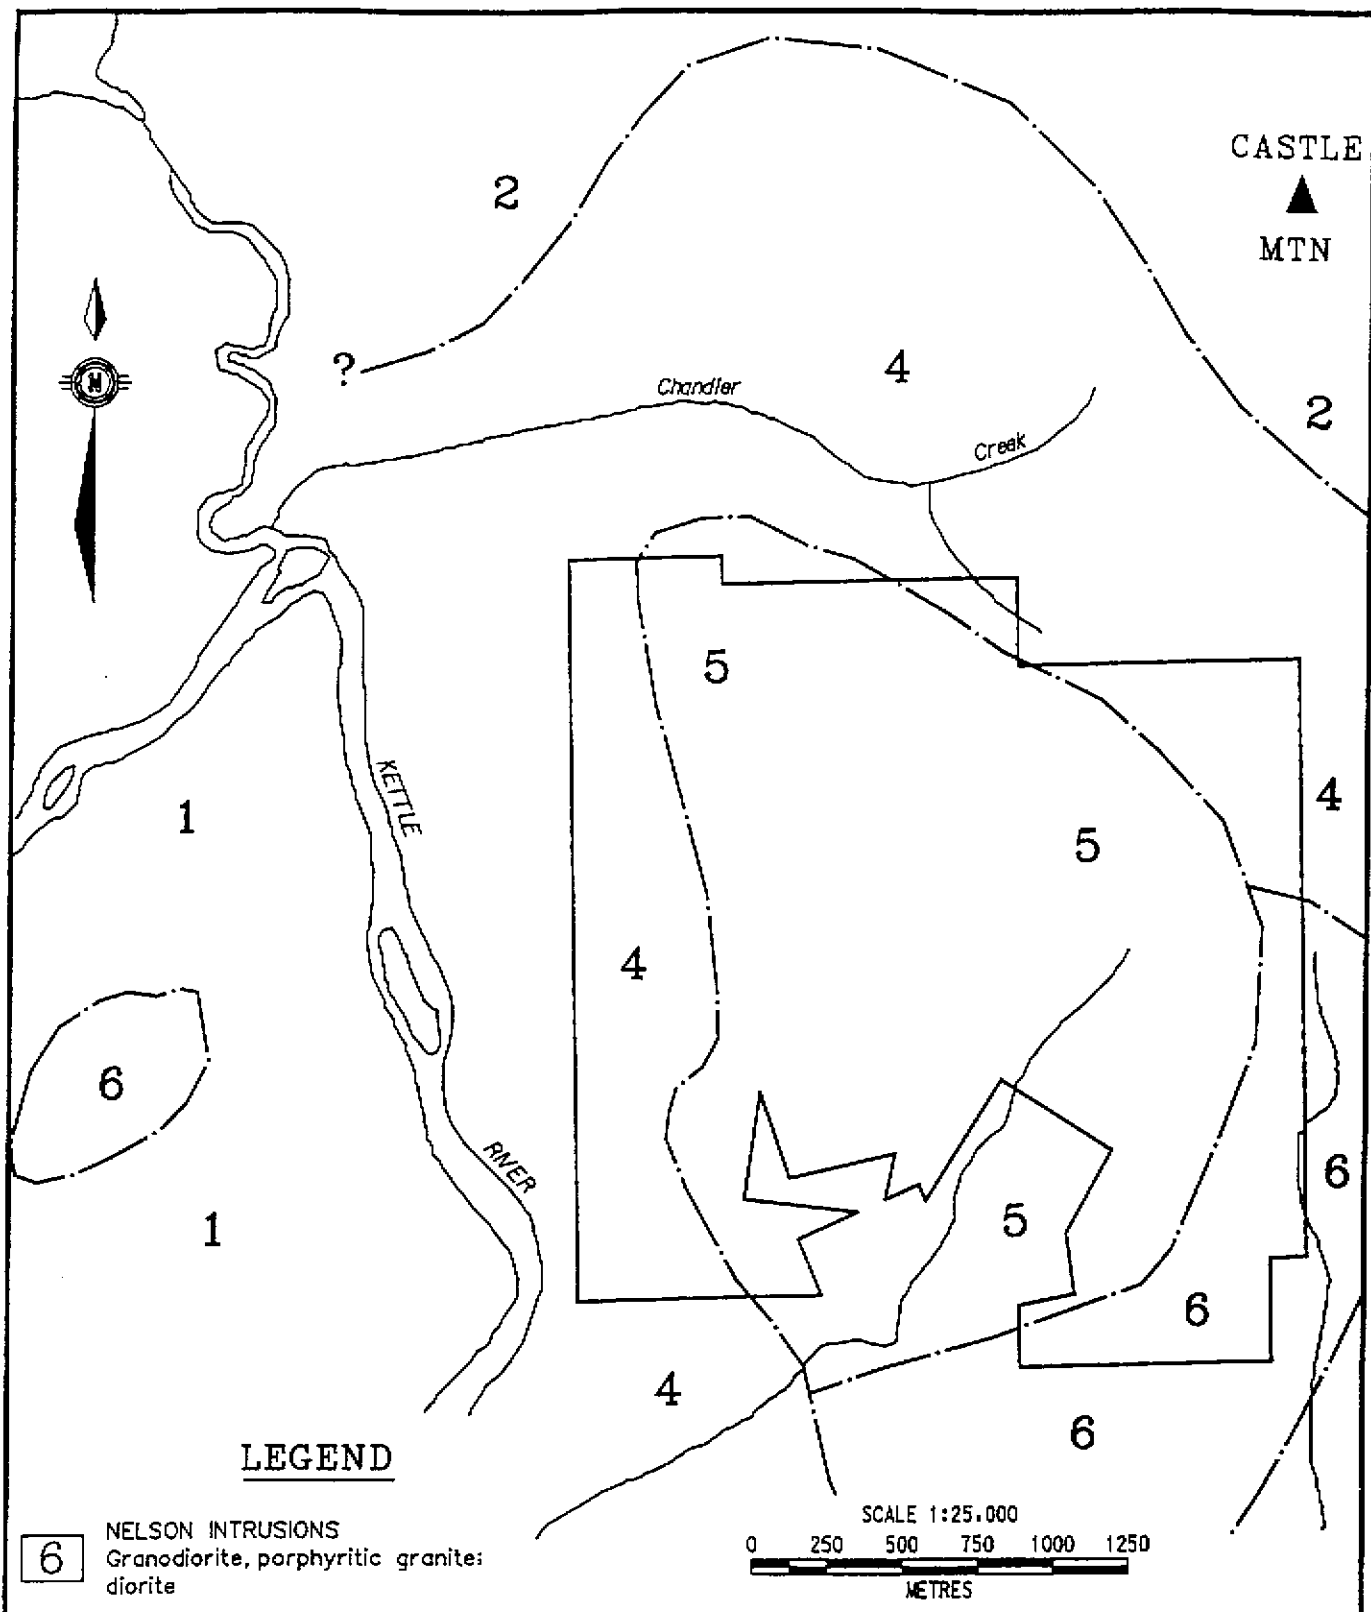 CASTLE
MTN
2
2
?
4
Chandler
Creek
N
5
KETTLE
4
1
5
4
6
6
RIVER
5
1
6
4
6
LEGEND
6
NELSON INTRUSIONS
Granodiorite, porphyritic granite;
diorite
SCALE 1:25.000
0 250 500 750 1000 1250
METRES